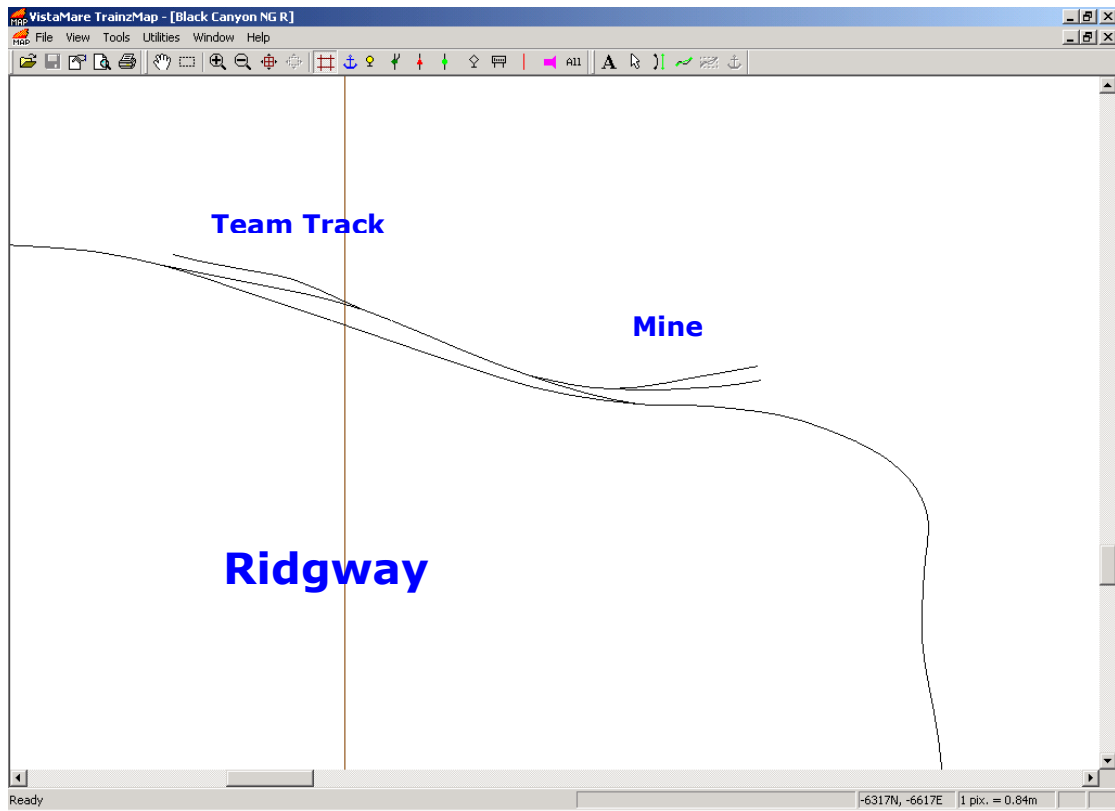 VistaMare TrainzMap - [Black Canyon NG R]
File View Tools Utilities Window Help
All A
Team Track
Mine
Ridgway
Ready -6317N, -6617E 1 pix. = 0.84m